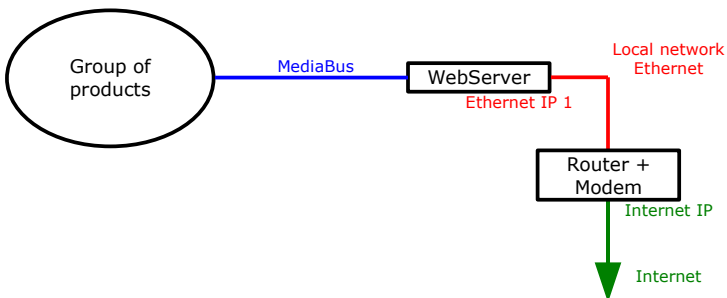 Group of
products
MediaBus
WebServer
Ethernet IP 1
Local network
Ethernet
Router +
Modem
Internet IP
Internet